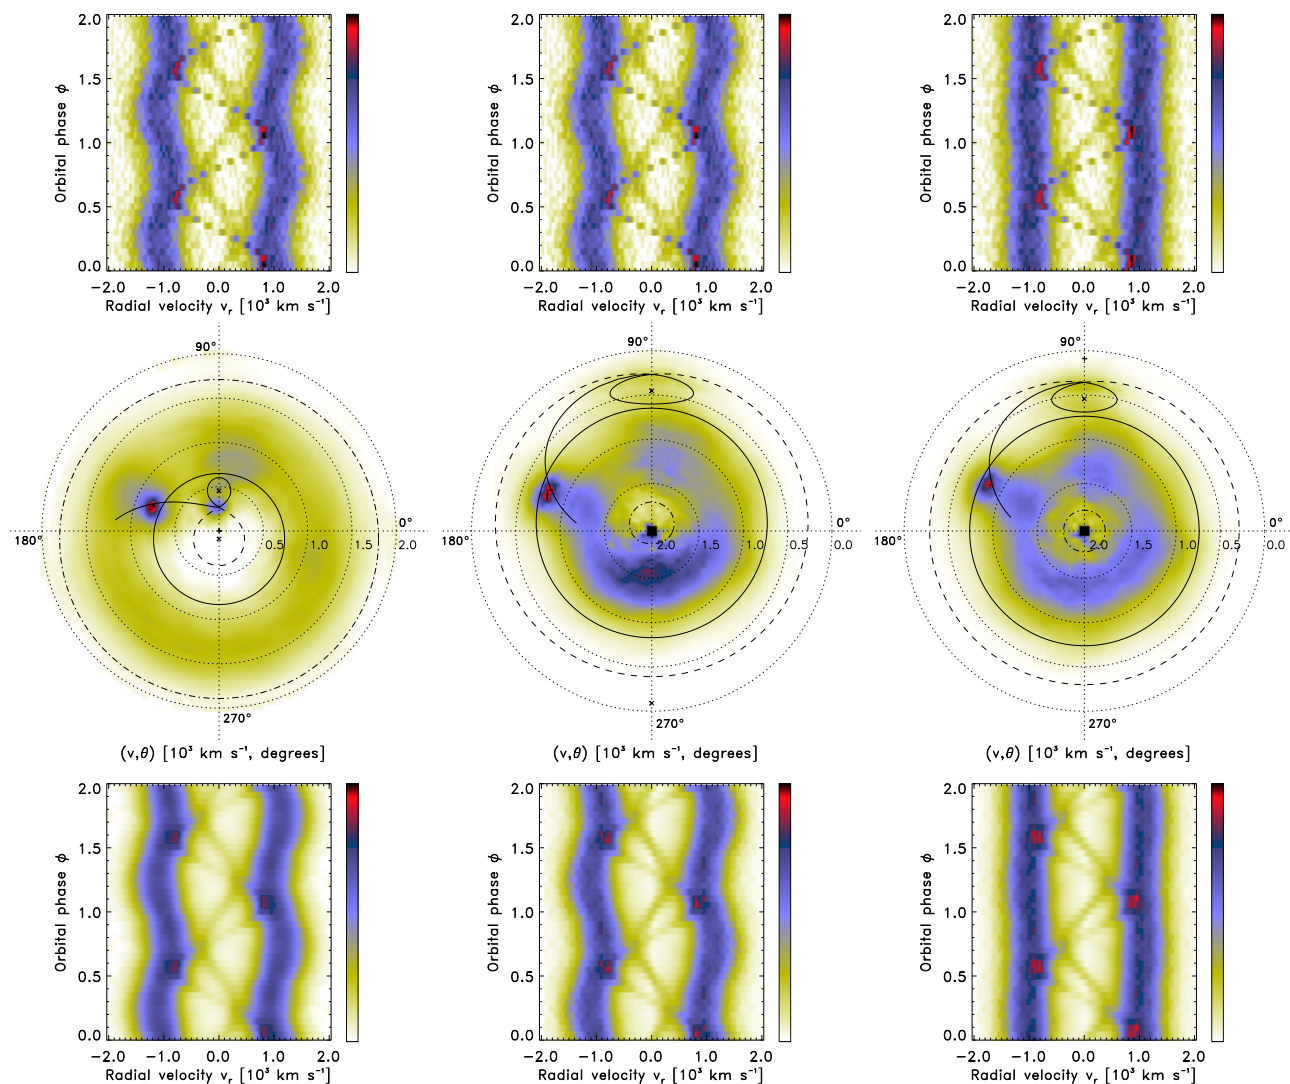 2.0 2.0 2.0
1.5 1.5 1.5
Orbital phase ϕ Orbital phase ϕ Orbital phase ϕ
1.0 1.0 1.0
0.5 0.5 0.5
0.0 0.0 0.0
−2.0 −1.0 0.0 1.0 2.0 −2.0 −1.0 0.0 1.0 2.0 −2.0 −1.0 0.0 1.0 2.0
Radial velocity vᵣ [10³ km s⁻¹] Radial velocity vᵣ [10³ km s⁻¹] Radial velocity vᵣ [10³ km s⁻¹]
90° 90° 90°
0° 0° 0°
180° 0.5 1.0 1.5 2.0 180° 2.0 1.5 1.0 0.5 0.0 180° 2.0 1.5 1.0 0.5 0.0
270° 270° 270°
(v,θ) [10³ km s⁻¹, degrees] (v,θ) [10³ km s⁻¹, degrees] (v,θ) [10³ km s⁻¹, degrees]
2.0 2.0 2.0
1.5 1.5 1.5
Orbital phase ϕ Orbital phase ϕ Orbital phase ϕ
1.0 1.0 1.0
0.5 0.5 0.5
0.0 0.0 0.0
−2.0 −1.0 0.0 1.0 2.0 −2.0 −1.0 0.0 1.0 2.0 −2.0 −1.0 0.0 1.0 2.0
Radial velocity vᵣ [10³ km s⁻¹] Radial velocity vᵣ [10³ km s⁻¹] Radial velocity vᵣ [10³ km s⁻¹]